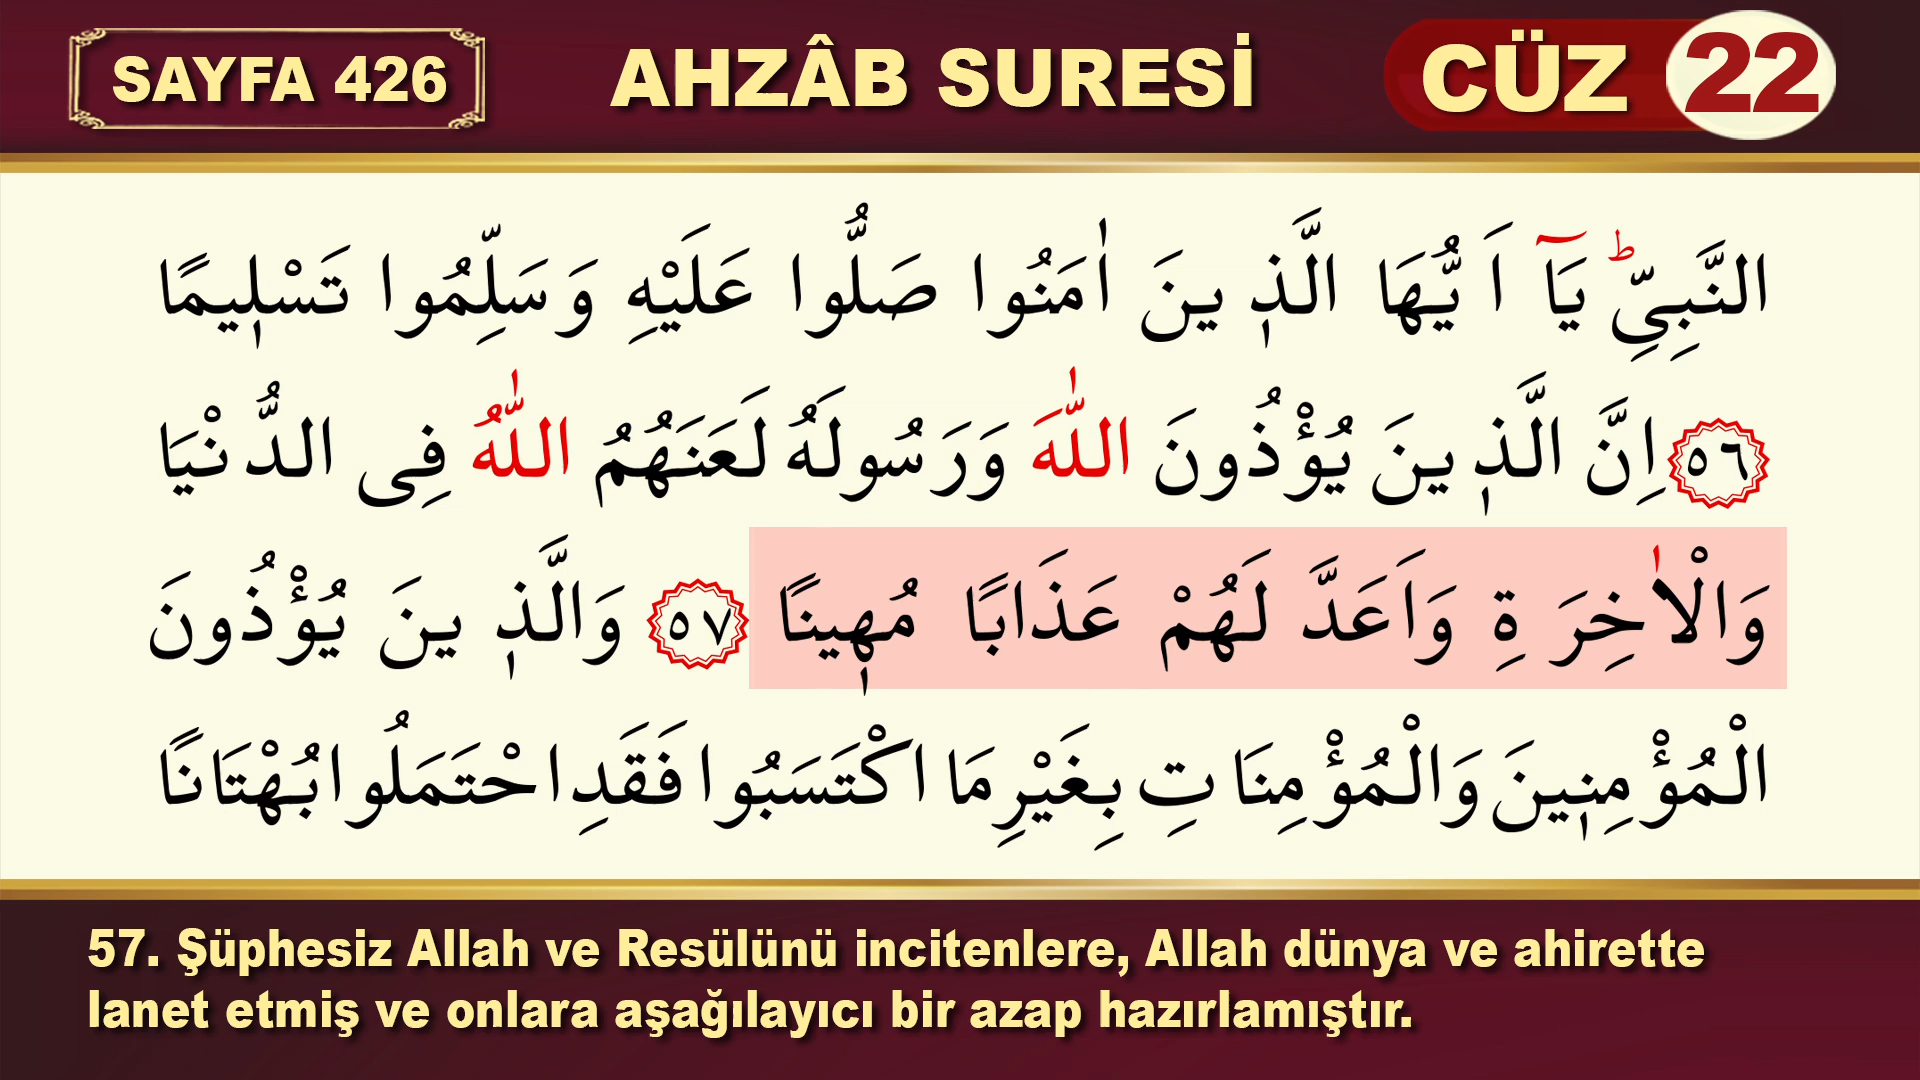 SAYFA 426
AHZÂB SURESİ
CÜZ 22
النَّبِيِّۜ يَٓا اَيُّهَا الَّذ۪ينَ اٰمَنُوا صَلُّوا عَلَيْهِ وَسَلِّمُوا تَسْل۪يمًا
٥٦ اِنَّ الَّذ۪ينَ يُؤْذُونَ اللّٰهَ وَرَسُولَهُ لَعَنَهُمُ اللّٰهُ فِى الدُّنْيَا
وَالْاٰخِرَةِ وَاَعَدَّ لَهُمْ عَذَابًا مُه۪ينًا ٥٧ وَالَّذ۪ينَ يُؤْذُونَ
الْمُؤْمِن۪ينَ وَالْمُؤْمِنَاتِ بِغَيْرِ مَا اكْتَسَبُوا فَقَدِ احْتَمَلُوا بُهْتَانًا
57. Şüphesiz Allah ve Resülünü incitenlere, Allah dünya ve ahirette
lanet etmiş ve onlara aşağılayıcı bir azap hazırlamıştır.